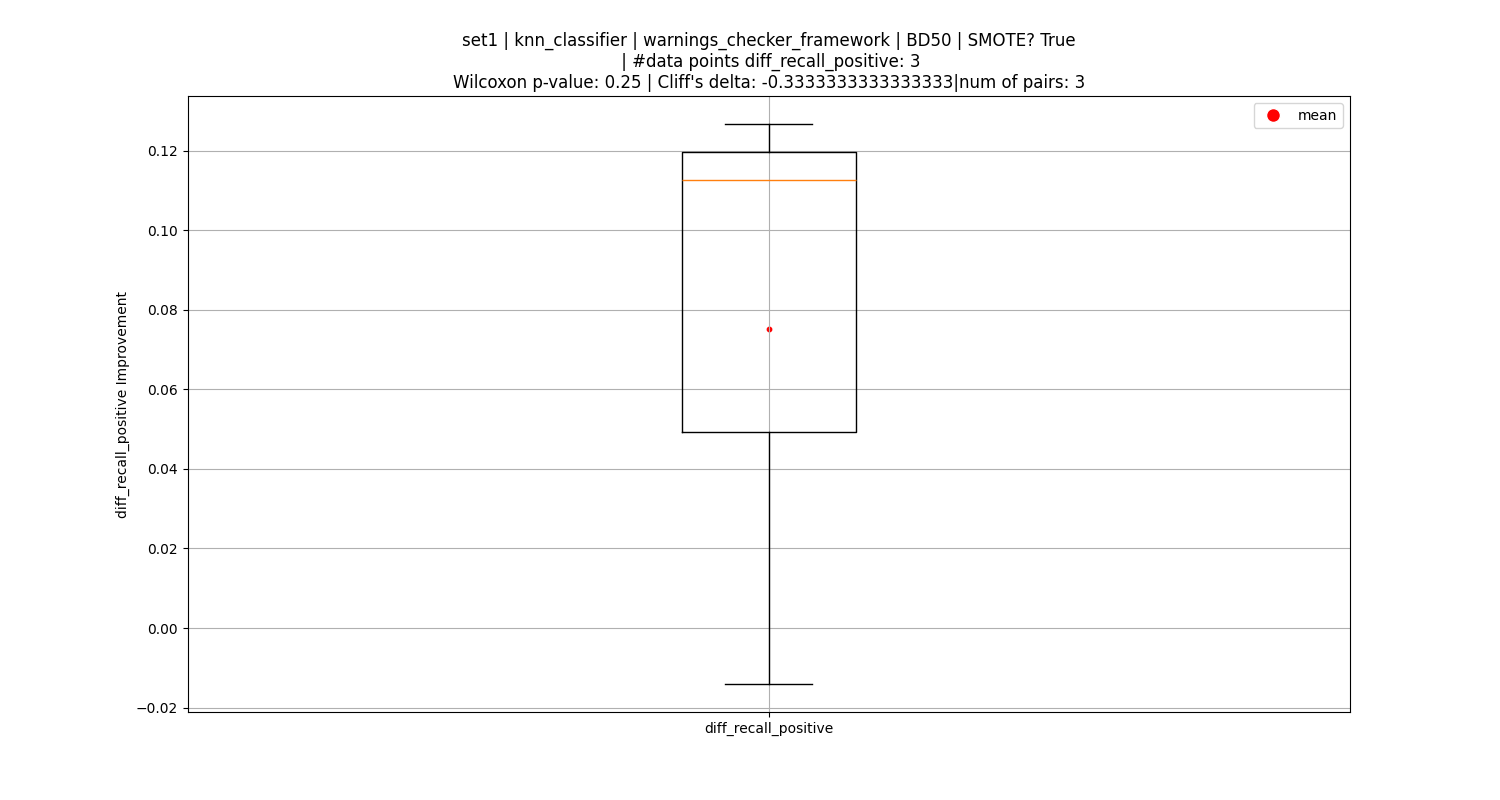 set1 | knn_classifier | warnings_checker_framework | BD50 | SMOTE? True
| #data points diff_recall_positive: 3
Wilcoxon p-value: 0.25 | Cliff's delta: -0.3333333333333333|num of pairs: 3
mean
0.12
0.10
0.08
0.06
0.04
0.02
0.00
−0.02
diff_recall_positive Improvement
diff_recall_positive